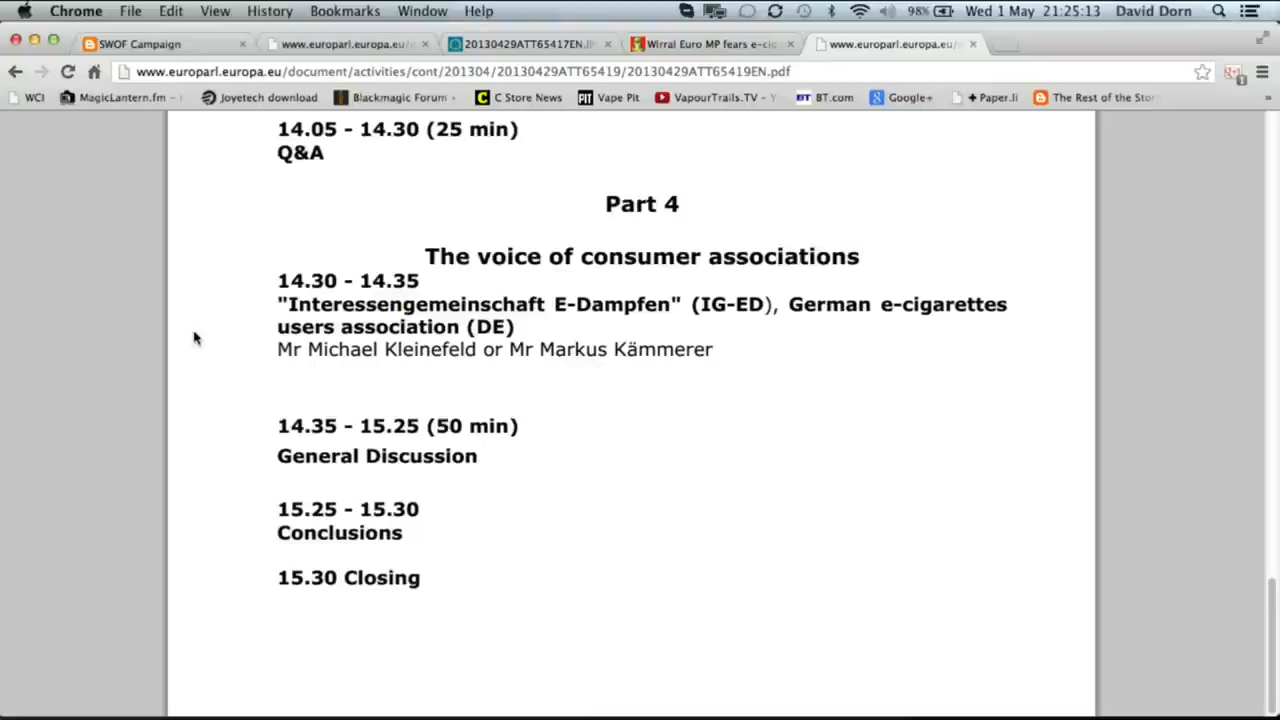 Chrome File Edit View History Bookmarks Window Help 98% Wed 1 May 21:25:13 David Dorn
SWOF Campaign www.europarl.europa.eu/ 20130429ATT65417EN. Wirral Euro MP fears e-cig www.europarl.europa.eu/
www.europarl.europa.eu/document/activities/cont/201304/20130429ATT65419/20130429ATT65419EN.pdf
WCI MagicLantern.fm - Joyetech download Blackmagic Forum C Store News PIT Vape Pit VapourTrails.TV - Y BT BT.com Google+ + Paper.li The Rest of the Stor »
14.05 - 14.30 (25 min)
Q&A
Part 4
The voice of consumer associations
14.30 - 14.35
"Interessengemeinschaft E-Dampfen" (IG-ED), German e-cigarettes
users association (DE)
Mr Michael Kleinefeld or Mr Markus Kämmerer
14.35 - 15.25 (50 min)
General Discussion
15.25 - 15.30
Conclusions
15.30 Closing